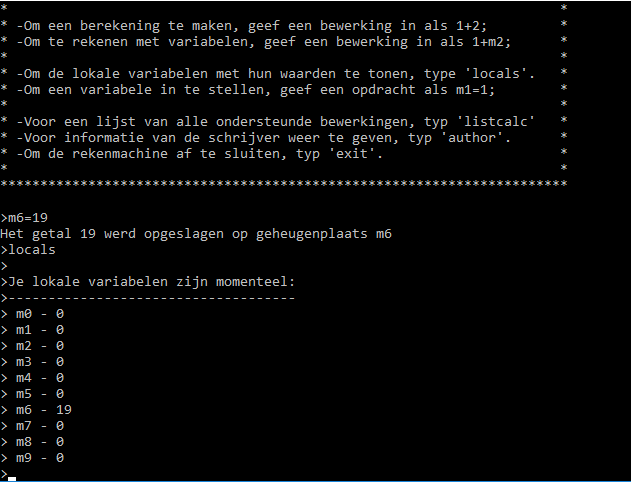 *                                                                     *
* -Om een berekening te maken, geef een bewerking in als 1+2;         *
* -Om te rekenen met variabelen, geef een bewerking in als 1+m2;      *
*                                                                     *
* -Om de lokale variabelen met hun waarden te tonen, type 'locals'.   *
* -Om een variabele in te stellen, geef een opdracht als m1=1;        *
*                                                                     *
* -Voor een lijst van alle ondersteunde bewerkingen, typ 'listcalc'   *
* -Voor informatie van de schrijver weer te geven, typ 'author'.      *
* -Om de rekenmachine af te sluiten, typ 'exit'.                      *
*                                                                     *
***********************************************************************
>m6=19
Het getal 19 werd opgeslagen op geheugenplaats m6
>locals
>
>Je lokale variabelen zijn momenteel:
>------------------------------------
> m0 - 0
> m1 - 0
> m2 - 0
> m3 - 0
> m4 - 0
> m5 - 0
> m6 - 19
> m7 - 0
> m8 - 0
> m9 - 0
>_